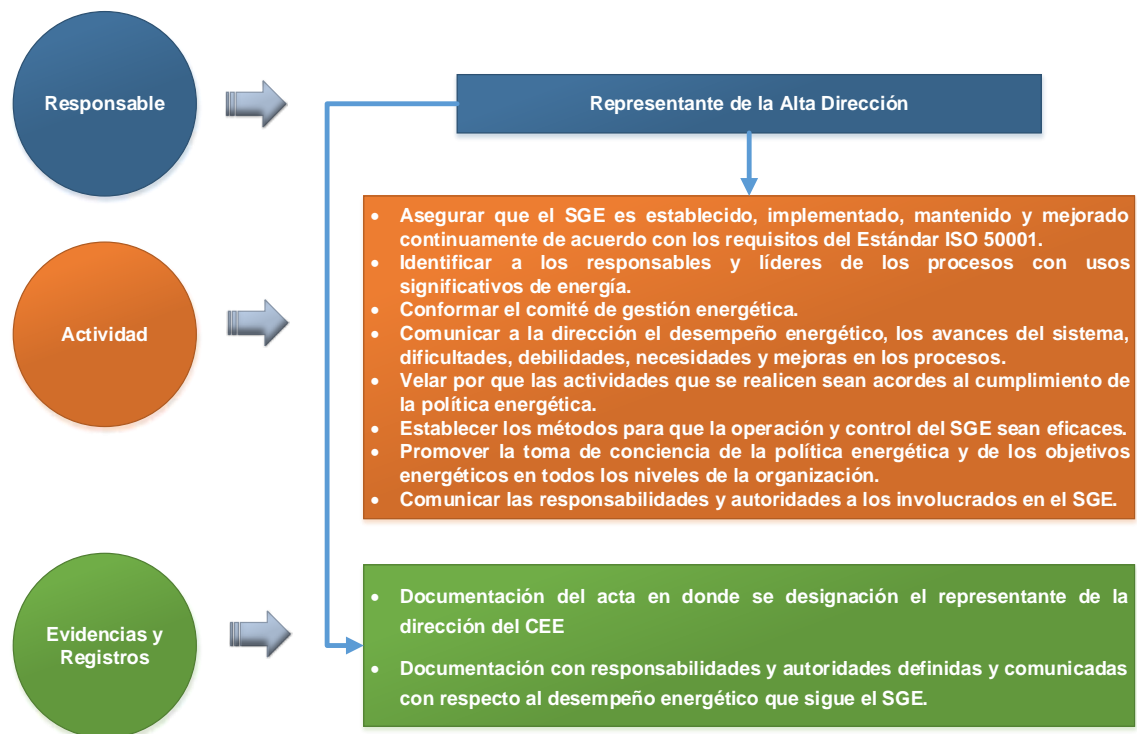 Responsable
Representante de la Alta Dirección
Actividad
• Asegurar que el SGE es establecido, implementado, mantenido y mejorado
continuamente de acuerdo con los requisitos del Estándar ISO 50001.
• Identificar a los responsables y líderes de los procesos con usos
significativos de energía.
• Conformar el comité de gestión energética.
• Comunicar a la dirección el desempeño energético, los avances del sistema,
dificultades, debilidades, necesidades y mejoras en los procesos.
• Velar por que las actividades que se realicen sean acordes al cumplimiento de
la política energética.
• Establecer los métodos para que la operación y control del SGE sean eficaces.
• Promover la toma de conciencia de la política energética y de los objetivos
energéticos en todos los niveles de la organización.
• Comunicar las responsabilidades y autoridades a los involucrados en el SGE.
Evidencias y
Registros
• Documentación del acta en donde se designación el representante de la
dirección del CEE
• Documentación con responsabilidades y autoridades definidas y comunicadas
con respecto al desempeño energético que sigue el SGE.